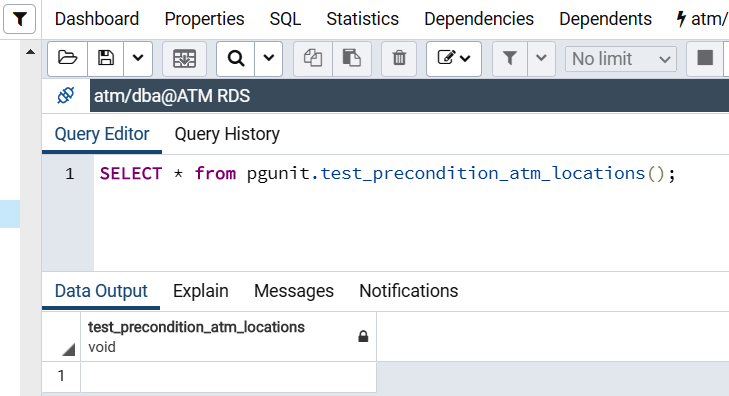 Dashboard Properties SQL Statistics Dependencies Dependents atm/
No limit
atm/dba@ATM RDS
Query Editor Query History
1 SELECT * from pgunit.test_precondition_atm_locations();
Data Output Explain Messages Notifications
test_precondition_atm_locations
void
1